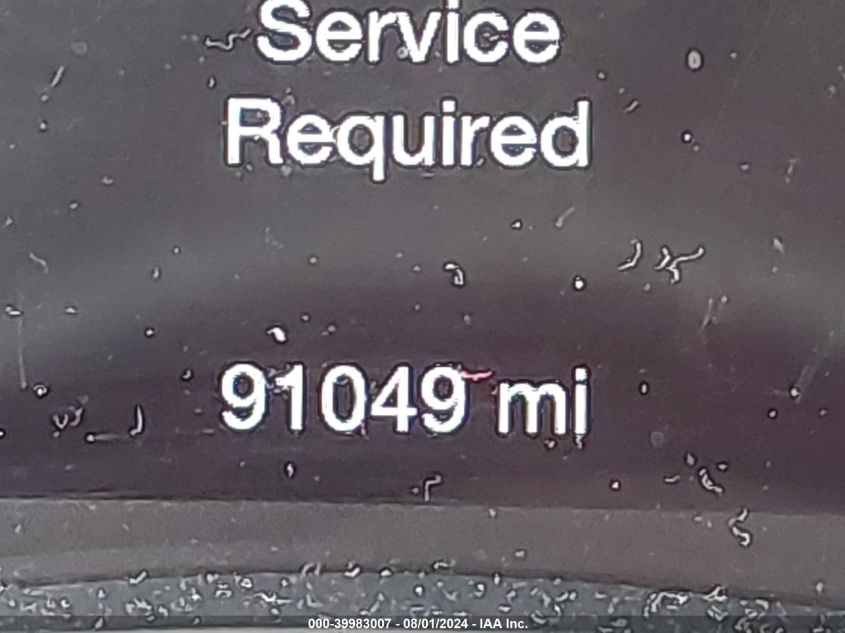 Service
Required
91049 mi
000-39983007 - 08/01/2024 - IAA Inc.